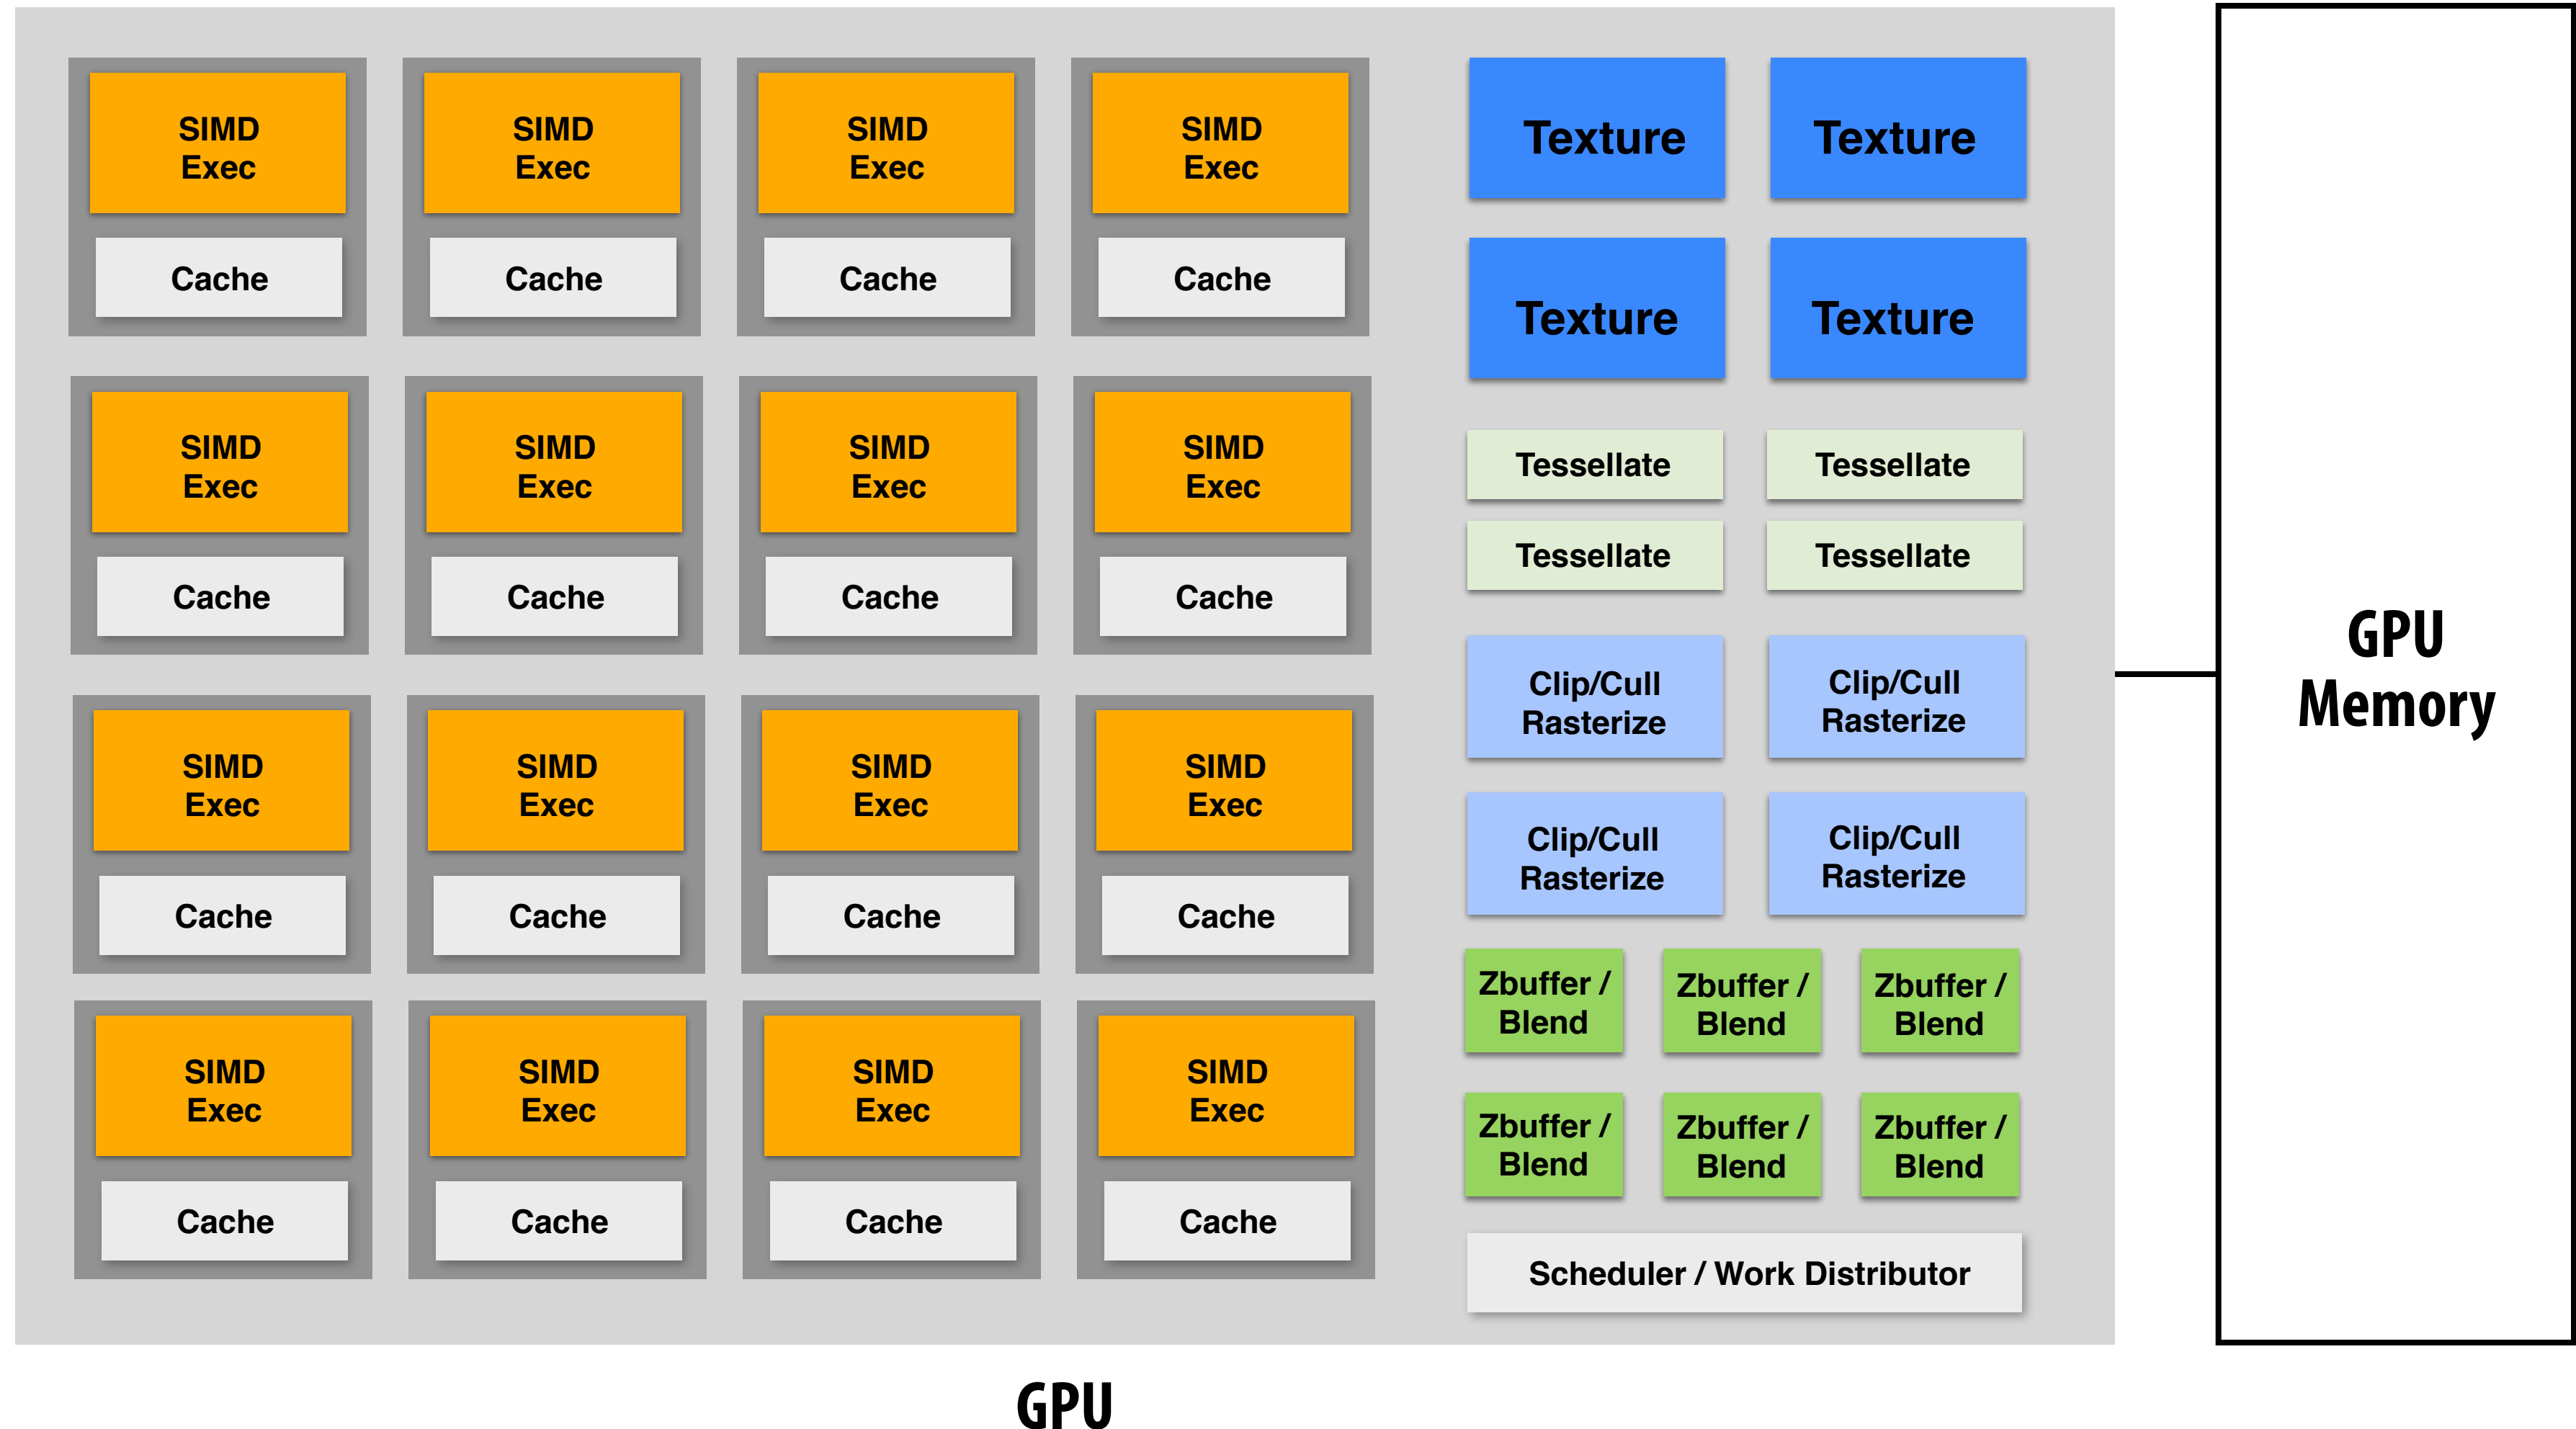 SIMD
Exec
Cache
SIMD
Exec
Cache
SIMD
Exec
Cache
SIMD
Exec
Cache
SIMD
Exec
Cache
SIMD
Exec
Cache
SIMD
Exec
Cache
SIMD
Exec
Cache
SIMD
Exec
Cache
SIMD
Exec
Cache
SIMD
Exec
Cache
SIMD
Exec
Cache
SIMD
Exec
Cache
SIMD
Exec
Cache
SIMD
Exec
Cache
SIMD
Exec
Cache
Texture
Texture
Texture
Texture
Tessellate
Tessellate
Tessellate
Tessellate
Clip/Cull
Rasterize
Clip/Cull
Rasterize
Clip/Cull
Rasterize
Clip/Cull
Rasterize
Zbuffer /
Blend
Zbuffer /
Blend
Zbuffer /
Blend
Zbuffer /
Blend
Zbuffer /
Blend
Zbuffer /
Blend
Scheduler / Work Distributor
GPU
Memory
GPU